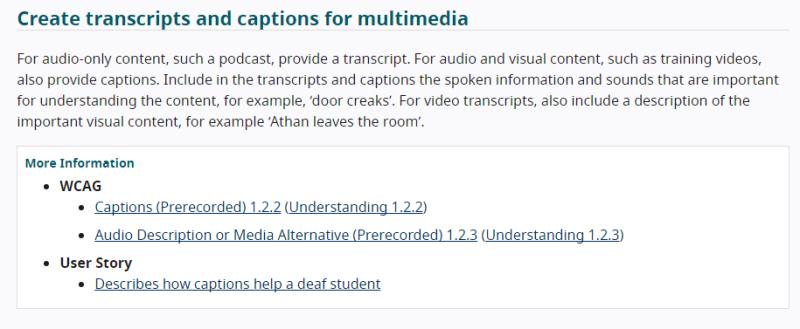 Create transcripts and captions for multimedia
For audio-only content, such a podcast, provide a transcript. For audio and visual content, such as training videos,
also provide captions. Include in the transcripts and captions the spoken information and sounds that are important
for understanding the content, for example, ‘door creaks’. For video transcripts, also include a description of the
important visual content, for example ‘Athan leaves the room’.
More Information
• WCAG
• Captions (Prerecorded) 1.2.2 (Understanding 1.2.2)
• Audio Description or Media Alternative (Prerecorded) 1.2.3 (Understanding 1.2.3)
• User Story
• Describes how captions help a deaf student